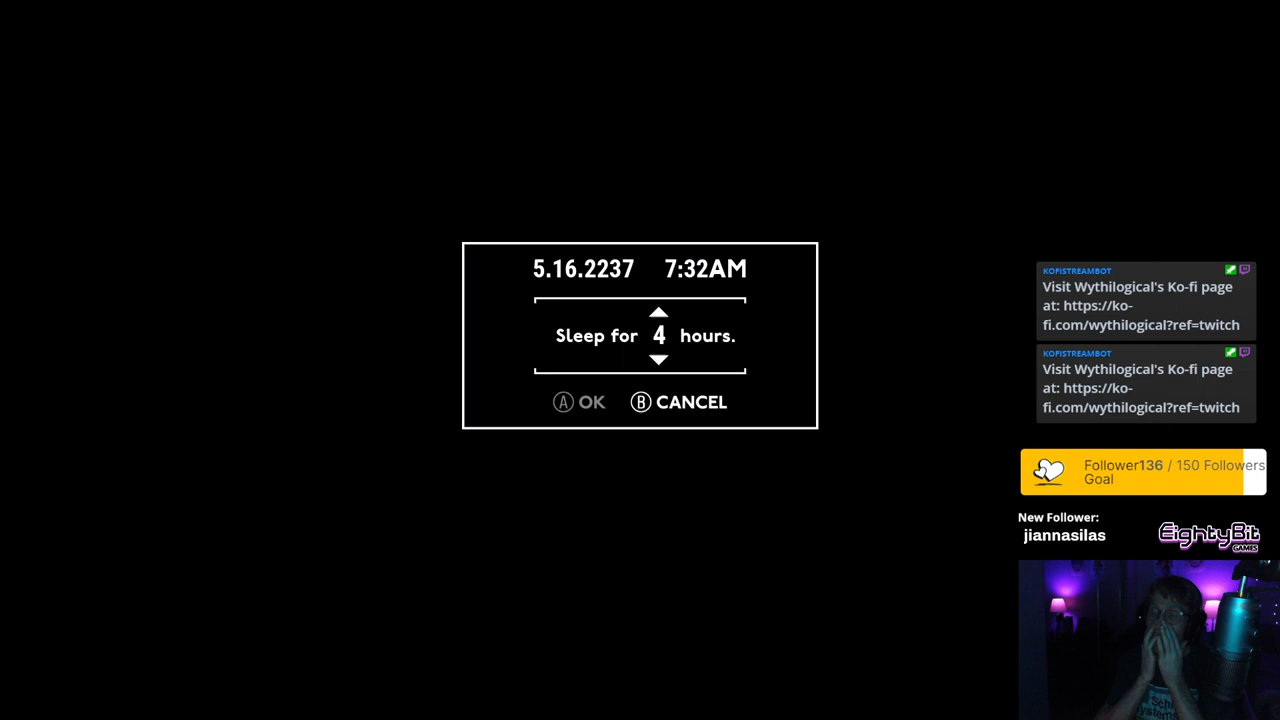 5.16.2237 7:32AM
Sleep for 4 hours.
A OK B CANCEL
KOFISTREAMBOT
Visit Wythilogical's Ko-fi page
at: https://ko-
fi.com/wythilogical?ref=twitch
KOFISTREAMBOT
Visit Wythilogical's Ko-fi page
at: https://ko-
fi.com/wythilogical?ref=twitch
Follower 136 / 150 Followers
Goal
New Follower:
jiannasilas
EightyBit
GAMES